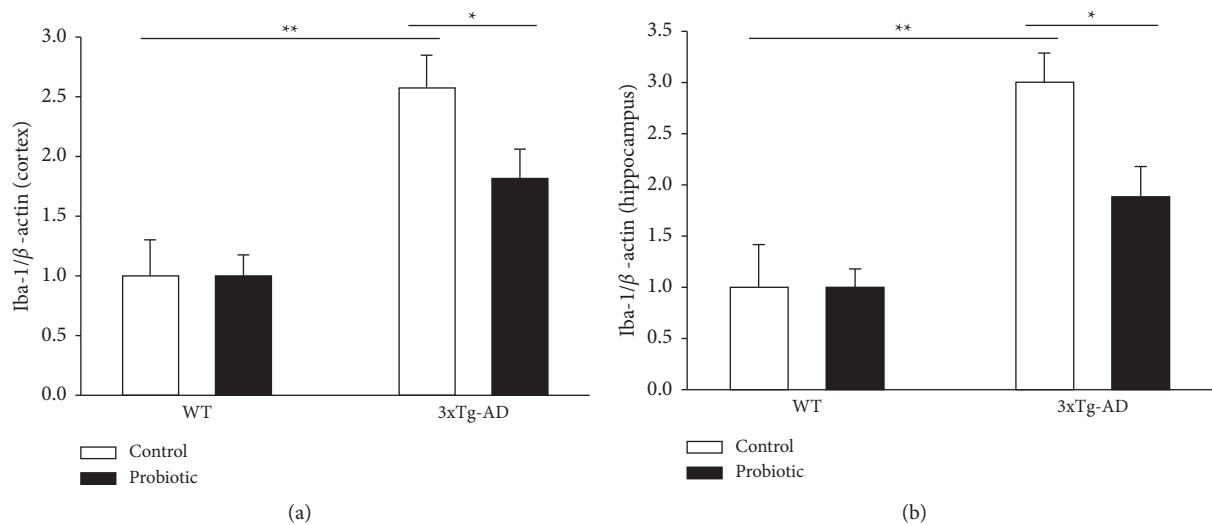 **
*
Iba-1/β -actin (cortex)
3.0
2.5
2.0
1.5
1.0
0.5
0.0
WT
3xTg-AD
Control
Probiotic
(a)
**
*
Iba-1/β -actin (hippocampus)
3.5
3.0
2.5
2.0
1.5
1.0
0.5
0.0
WT
3xTg-AD
Control
Probiotic
(b)